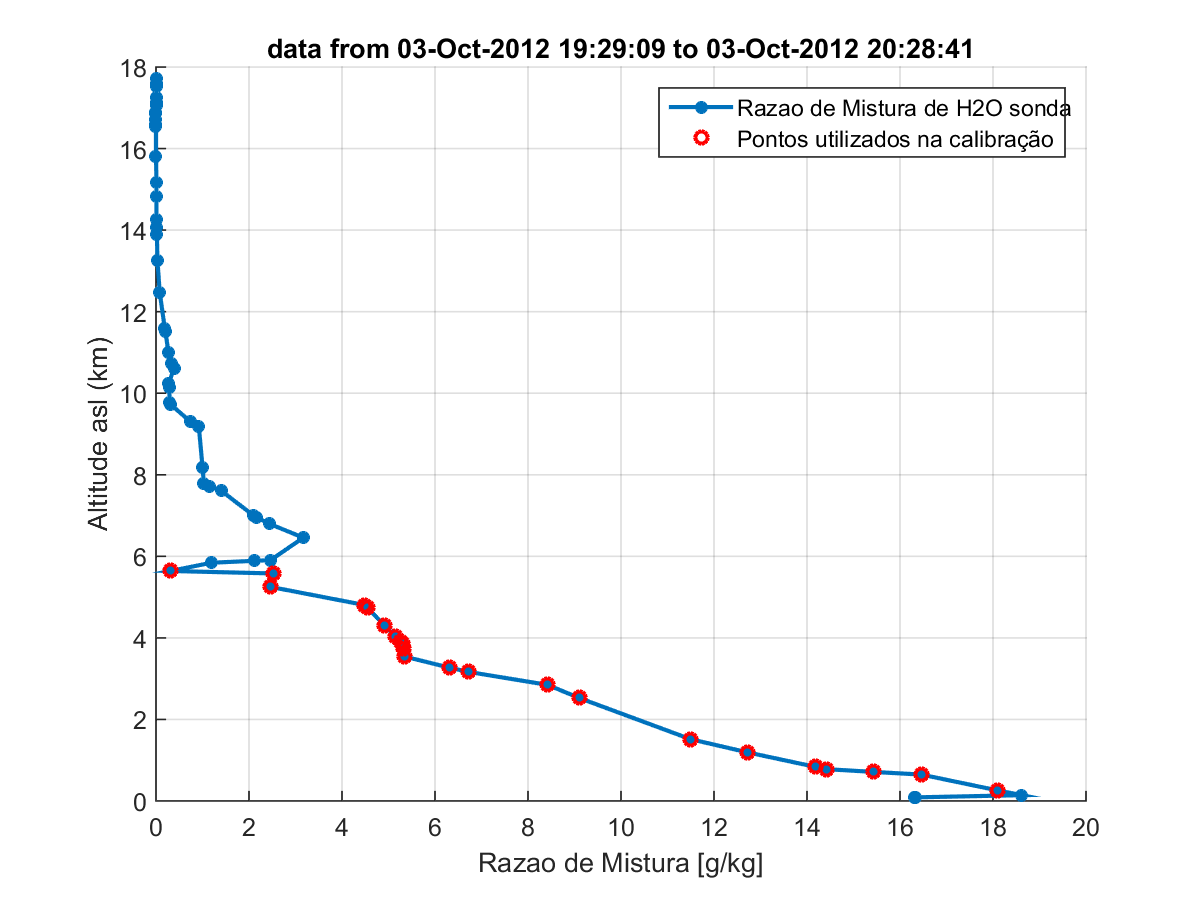 data from 03-Oct-2012 19:29:09 to 03-Oct-2012 20:28:41
Razao de Mistura de H2O sonda
Pontos utilizados na calibração
18
16
14
12
10
8
6
4
2
0
Altitude asl (km)
0 2 4 6 8 10 12 14 16 18 20
Razao de Mistura [g/kg]